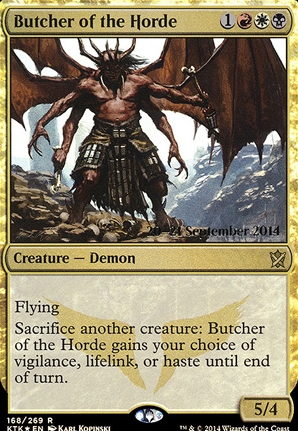 Butcher of the Horde 1
20–21 September 2014
Creature — Demon
Flying
Sacrifice another creature: Butcher
of the Horde gains your choice of
vigilance, lifelink, or haste until end
of turn.
5/4
168/269 R
KTK ★ EN Karl Kopinski
™ & © 2014 Wizards of the Coast